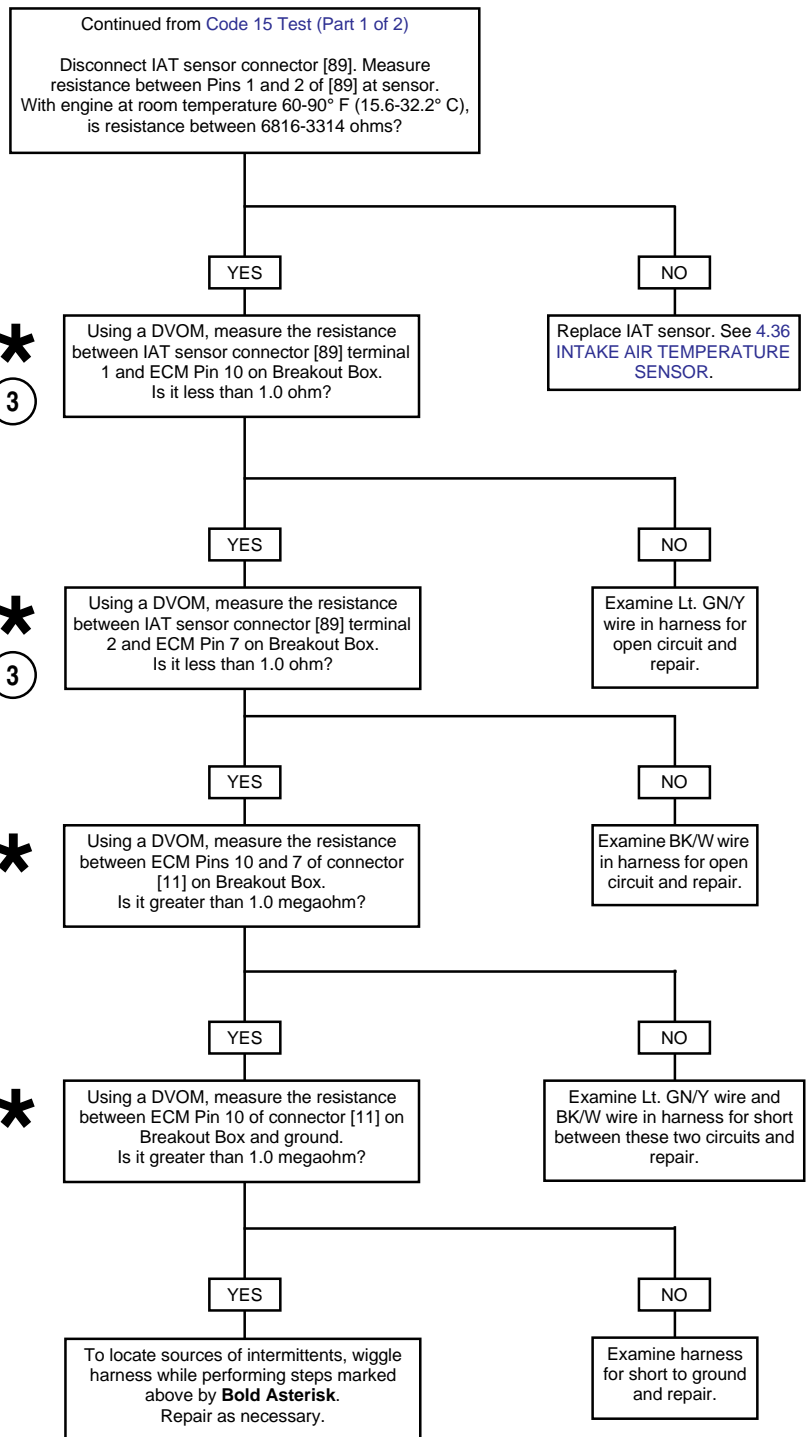 Continued from Code 15 Test (Part 1 of 2)
Disconnect IAT sensor connector [89]. Measure
resistance between Pins 1 and 2 of [89] at sensor.
With engine at room temperature 60-90° F (15.6-32.2° C),
is resistance between 6816-3314 ohms?
YES
NO
*
3
Using a DVOM, measure the resistance
between IAT sensor connector [89] terminal
1 and ECM Pin 10 on Breakout Box.
Is it less than 1.0 ohm?
Replace IAT sensor. See 4.36
INTAKE AIR TEMPERATURE
SENSOR.
YES
NO
*
3
Using a DVOM, measure the resistance
between IAT sensor connector [89] terminal
2 and ECM Pin 7 on Breakout Box.
Is it less than 1.0 ohm?
Examine Lt. GN/Y
wire in harness for
open circuit and
repair.
YES
NO
*
Using a DVOM, measure the resistance
between ECM Pins 10 and 7 of connector
[11] on Breakout Box.
Is it greater than 1.0 megaohm?
Examine BK/W wire
in harness for open
circuit and repair.
YES
NO
*
Using a DVOM, measure the resistance
between ECM Pin 10 of connector [11] on
Breakout Box and ground.
Is it greater than 1.0 megaohm?
Examine Lt. GN/Y wire and
BK/W wire in harness for short
between these two circuits and
repair.
YES
NO
To locate sources of intermittents, wiggle
harness while performing steps marked
above by Bold Asterisk.
Repair as necessary.
Examine harness
for short to ground
and repair.